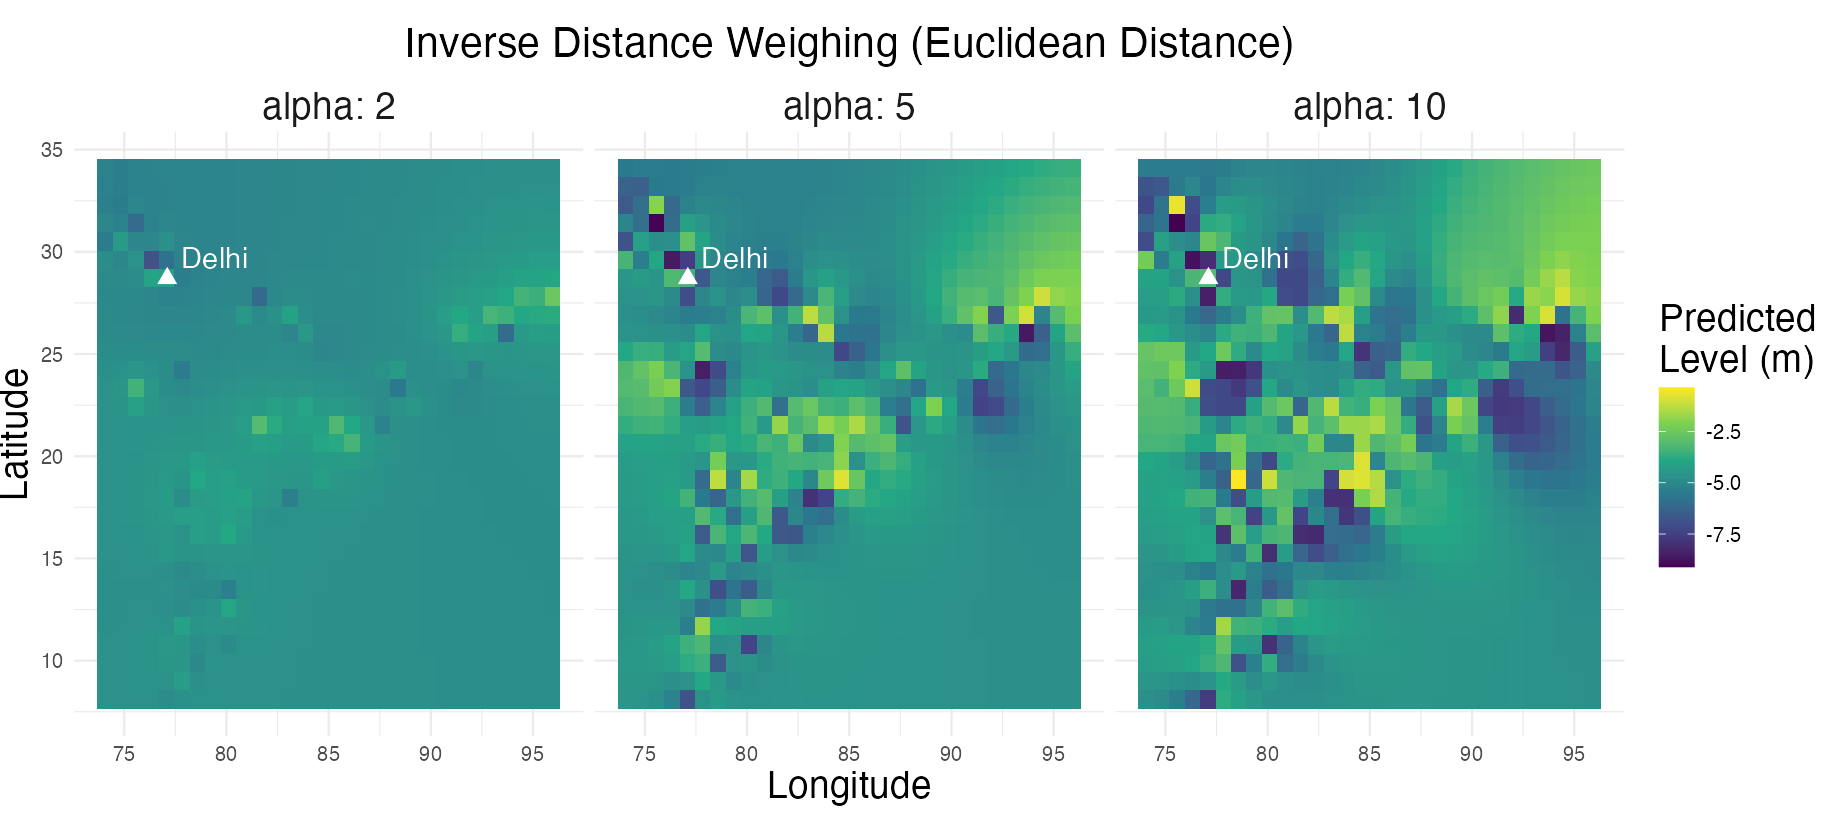 Inverse Distance Weighing (Euclidean Distance)
alpha: 2
alpha: 5
alpha: 10
35
30
25
20
15
10
Latitude
Delhi
Delhi
Delhi
75 80 85 90 95
75 80 85 90 95
75 80 85 90 95
Longitude
Predicted
Level (m)
-2.5
-5.0
-7.5